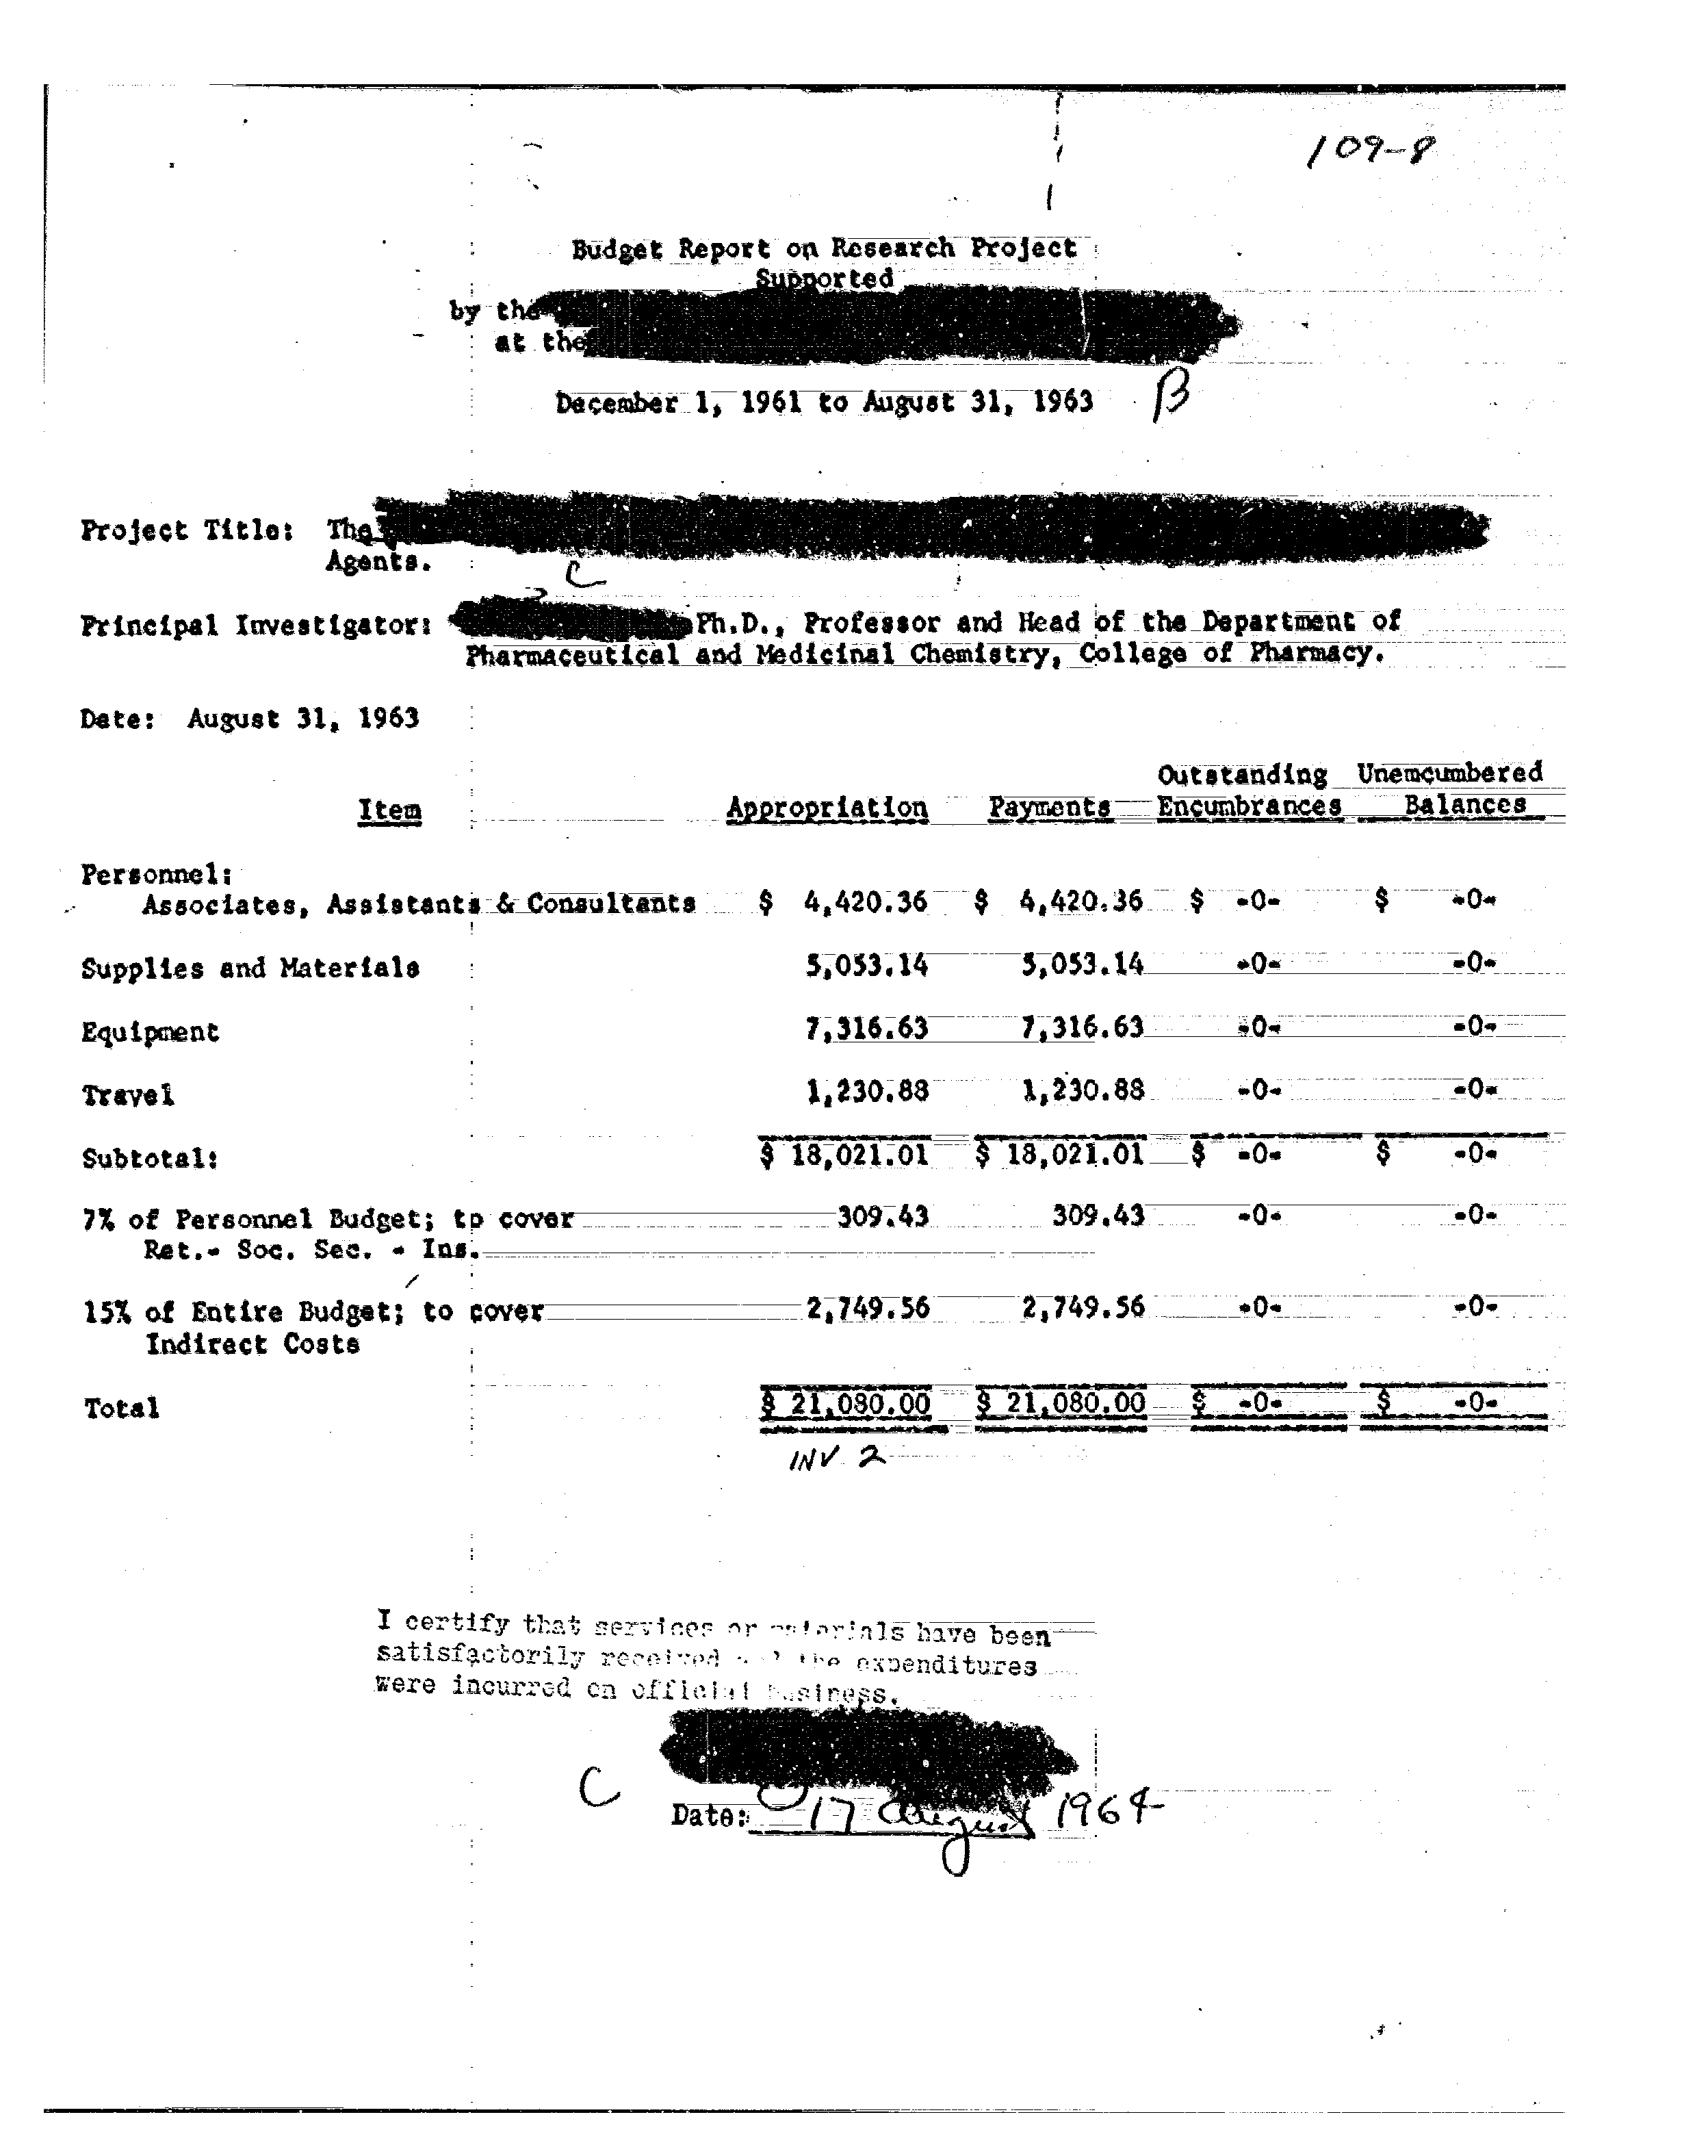 109-8
Budget Report on Research Project
Supported
by the
at the
December 1, 1961 to August 31, 1963 B
Project Title: The
Agents.
C
Principal Investigator: Ph.D., Professor and Head of the Department of
Pharmaceutical and Medicinal Chemistry, College of Pharmacy.
Date: August 31, 1963
Outstanding Unemcumbered
Item Appropriation Payments Encumbrances Balances
Personnel:
Associates, Assistants & Consultants $ 4,420.36 $ 4,420.36 $ -0- $ -0-
Supplies and Materials 5,053.14 5,053.14 -0- -0-
Equipment 7,316.63 7,316.63 -0- -0-
Travel 1,230.88 1,230.88 -0- -0-
Subtotal: $ 18,021.01 $ 18,021.01 $ -0- $ -0-
7% of Personnel Budget; to cover 309.43 309.43 -0- -0-
Ret.- Soc. Sec. - Ins.
15% of Entire Budget; to cover 2,749.56 2,749.56 -0- -0-
Indirect Costs
Total $ 21,080.00 $ 21,080.00 $ -0- $ -0-
INV 2
I certify that services or materials have been
satisfactorily received and the expenditures
were incurred on official business.
C
Date: 17 August 1964